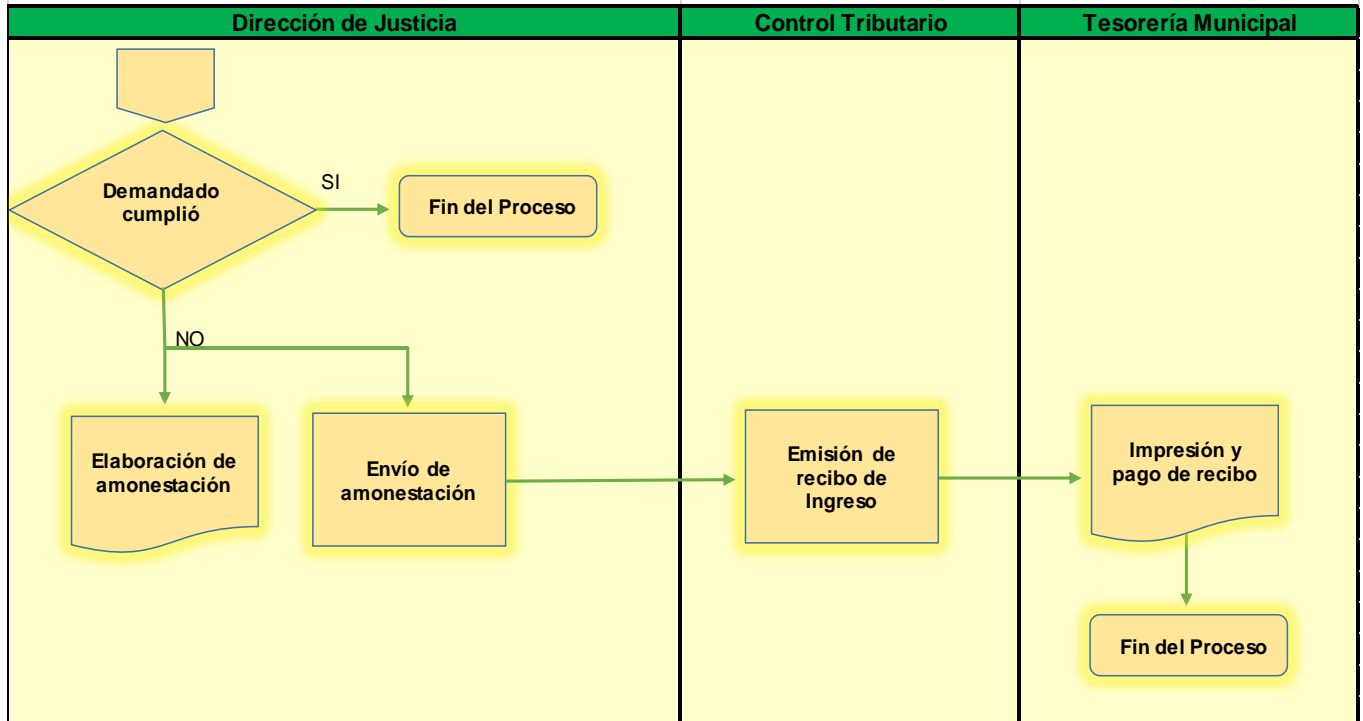 Dirección de Justicia
Control Tributario
Tesorería Municipal
Demandado
cumplió
SI
Fin del Proceso
NO
Elaboración de
amonestación
Envío de
amonestación
Emisión de
recibo de
Ingreso
Impresión y
pago de recibo
Fin del Proceso